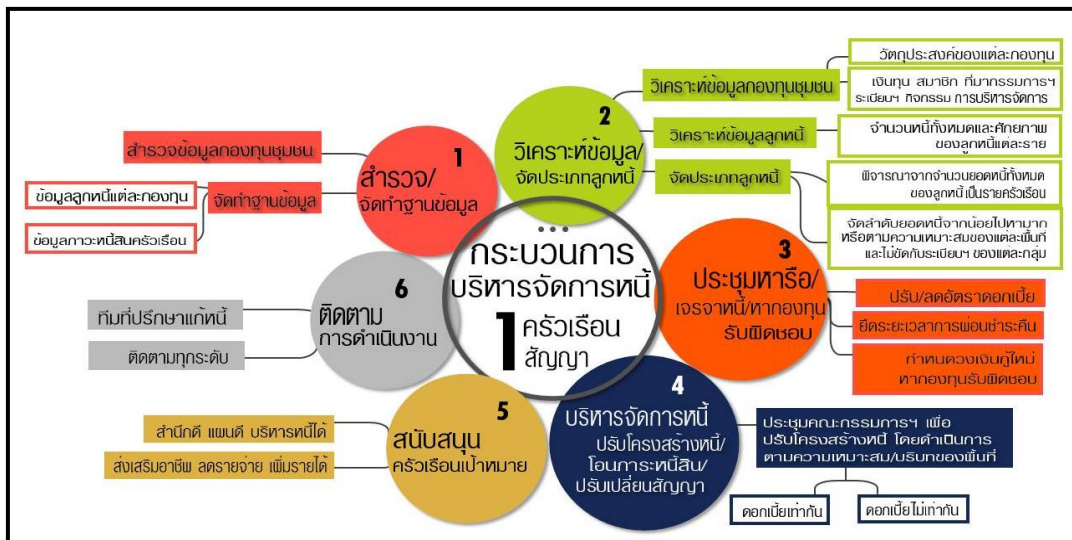 กระบวนการ
บริหารจัดการหนี้
1 ครัวเรือน
สัญญา
1
สำรวจ/
จัดทำฐานข้อมูล
สำรวจข้อมูลกองทุนชุมชน
จัดทำฐานข้อมูล
ข้อมูลลูกหนี้แต่ละกองทุน
ข้อมูลภาวะหนี้สินครัวเรือน
2
วิเคราะห์ข้อมูล/
จัดประเภทลูกหนี้
วิเคราะห์ข้อมูลกองทุนชุมชน
วัตถุประสงค์ของแต่ละกองทุน
เงินทุน สมาชิก ที่มากรรมการฯ
ระเบียบฯ กิจกรรม การบริหารจัดการ
วิเคราะห์ข้อมูลลูกหนี้
จำนวนหนี้ทั้งหมดและศักยภาพ
ของลูกหนี้แต่ละราย
จัดประเภทลูกหนี้
พิจารณาจากจำนวนยอดหนี้ทั้งหมด
ของลูกหนี้เป็นรายครัวเรือน
จัดลำดับยอดหนี้จากน้อยไปหามาก
หรือตามความเหมาะสมของแต่ละพื้นที่
และไม่ขัดกับระเบียบฯ ของแต่ละกลุ่ม
3
ประชุมหารือ/
เจรจาหนี้/หากองทุน
รับผิดชอบ
ปรับ/ลดอัตราดอกเบี้ย
ยืดระยะเวลาการผ่อนชำระคืน
กำหนดวงเงินกู้ใหม่
หากองทุนรับผิดชอบ
4
บริหารจัดการหนี้
ปรับโครงสร้างหนี้/
โอนภาระหนี้สิน/
ปรับเปลี่ยนสัญญา
ประชุมคณะกรรมการฯ เพื่อ
ปรับโครงสร้างหนี้ โดยดำเนินการ
ตามความเหมาะสม/บริบทของพื้นที่
ดอกเบี้ยเท่ากัน
ดอกเบี้ยไม่เท่ากัน
5
สนับสนุน
ครัวเรือนเป้าหมาย
สำนึกดี แผนดี บริหารหนี้ได้
ส่งเสริมอาชีพ ลดรายจ่าย เพิ่มรายได้
6
ติดตาม
การดำเนินงาน
ทีมที่ปรึกษาแก้หนี้
ติดตามทุกระดับ